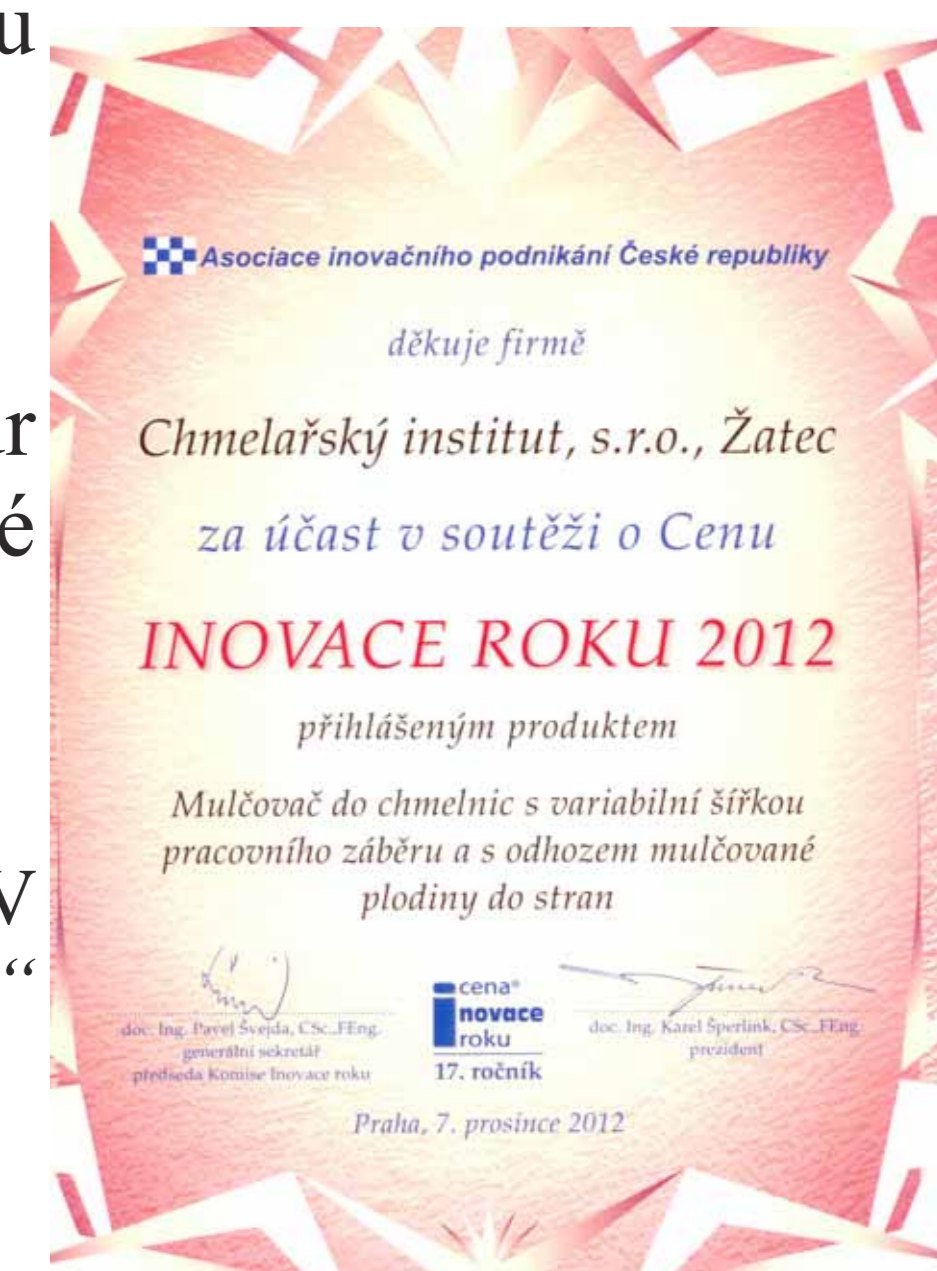 u
Asociace inovačního podnikání České republiky
děkuje firmě
Chmelařský institut, s.r.o., Žatec
ar
za účast v soutěži o Cenu
é
INOVACE ROKU 2012
přihlášeným produktem
Mulčovač do chmelnic s variabilní šířkou
pracovního záběru a s odhozem mulčované
plodiny do stran
V
“
doc. Ing. Pavel Švejda, CSc.,FEng.
generální sekretář
předseda Komise Inovace roku
cena®
inovace
roku
17. ročník
doc. Ing. Karel Šperlink, CSc.,FEng.
prezident
Praha, 7. prosince 2012